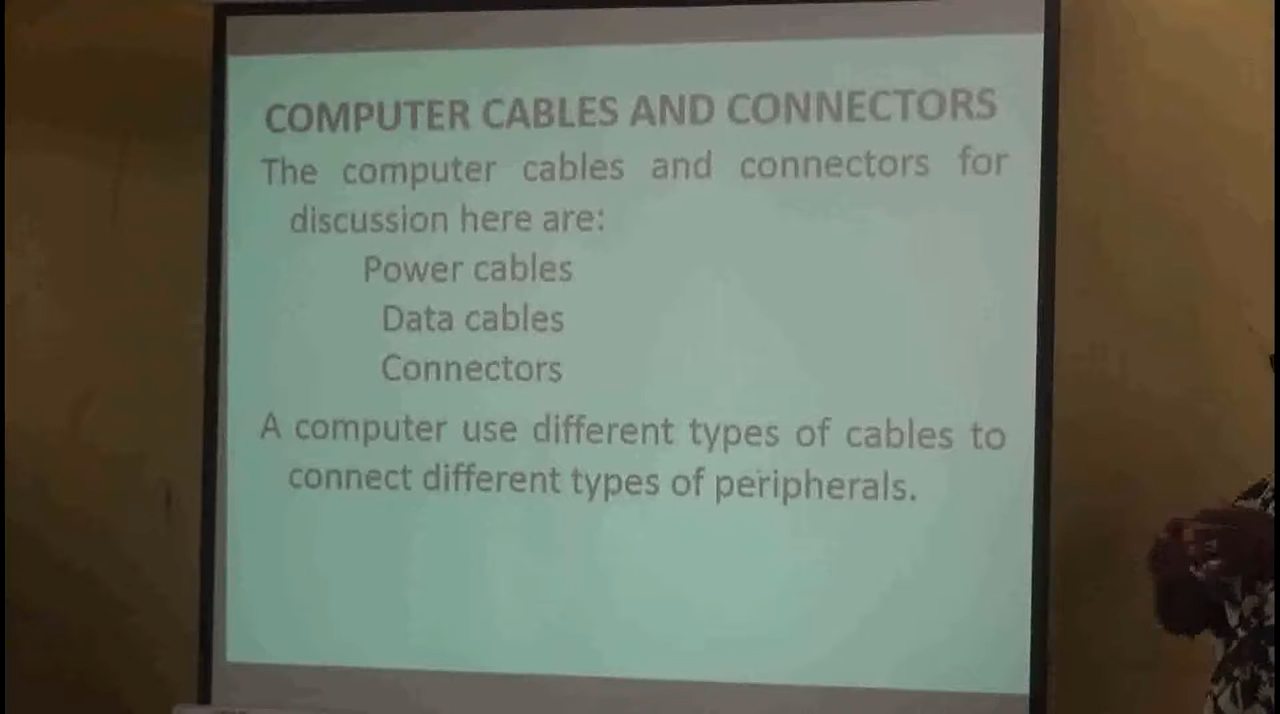 COMPUTER CABLES AND CONNECTORS
The computer cables and connectors for
discussion here are:
Power cables
Data cables
Connectors
A computer use different types of cables to
connect different types of peripherals.